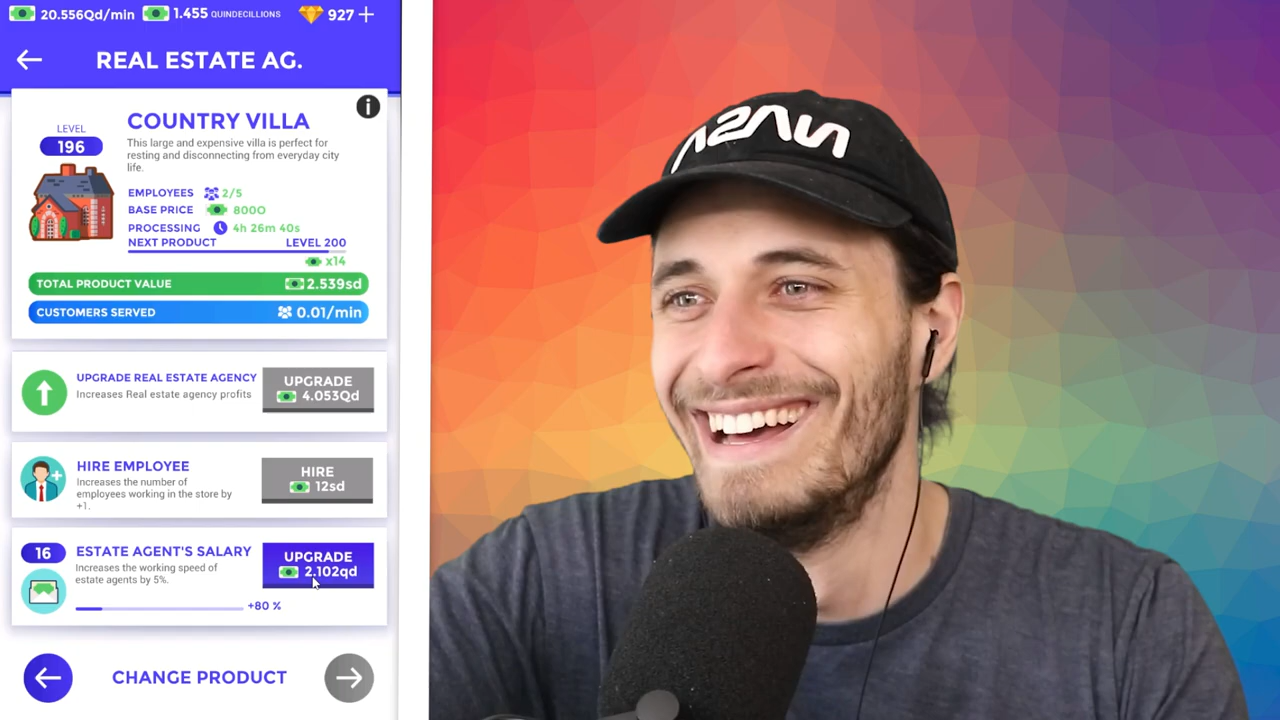 20.556Qd/min 1.455 QUINDECILLIONS 927 +
REAL ESTATE AG.
LEVEL
196
COUNTRY VILLA
This large and expensive villa is perfect for
resting and disconnecting from everyday city
life.
EMPLOYEES 2/5
BASE PRICE 800O
PROCESSING 4h 26m 40s
NEXT PRODUCT LEVEL 200
x14
TOTAL PRODUCT VALUE 2.539sd
CUSTOMERS SERVED 0.01/min
UPGRADE REAL ESTATE AGENCY
Increases Real estate agency profits
UPGRADE
4.053Qd
HIRE EMPLOYEE
Increases the number of
employees working in the store by
+1.
HIRE
12sd
16
ESTATE AGENT'S SALARY
Increases the working speed of
estate agents by 5%.
UPGRADE
2.102qd
+80 %
CHANGE PRODUCT
NASA